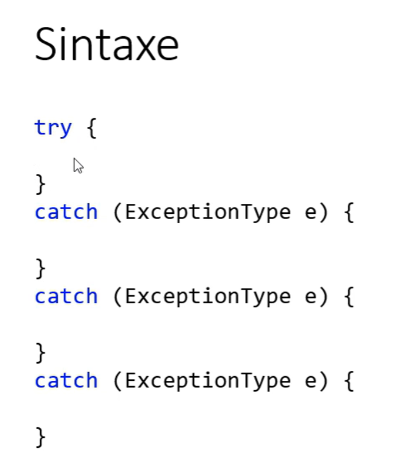 Sintaxe
try {
}
catch (ExceptionType e) {
}
catch (ExceptionType e) {
}
catch (ExceptionType e) {
}